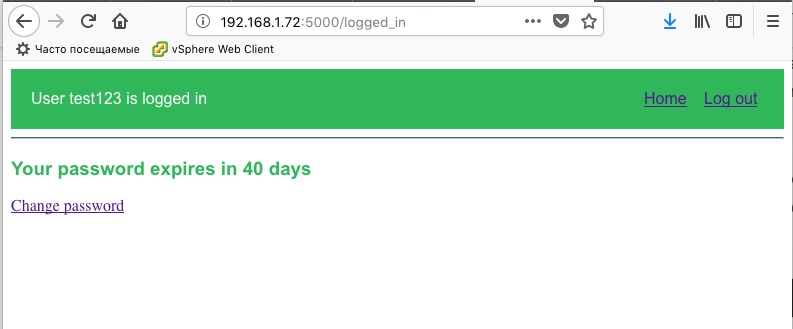 192.168.1.72:5000/logged_in
Часто посещаемые vSphere Web Client
User test123 is logged in Home Log out
Your password expires in 40 days
Change password